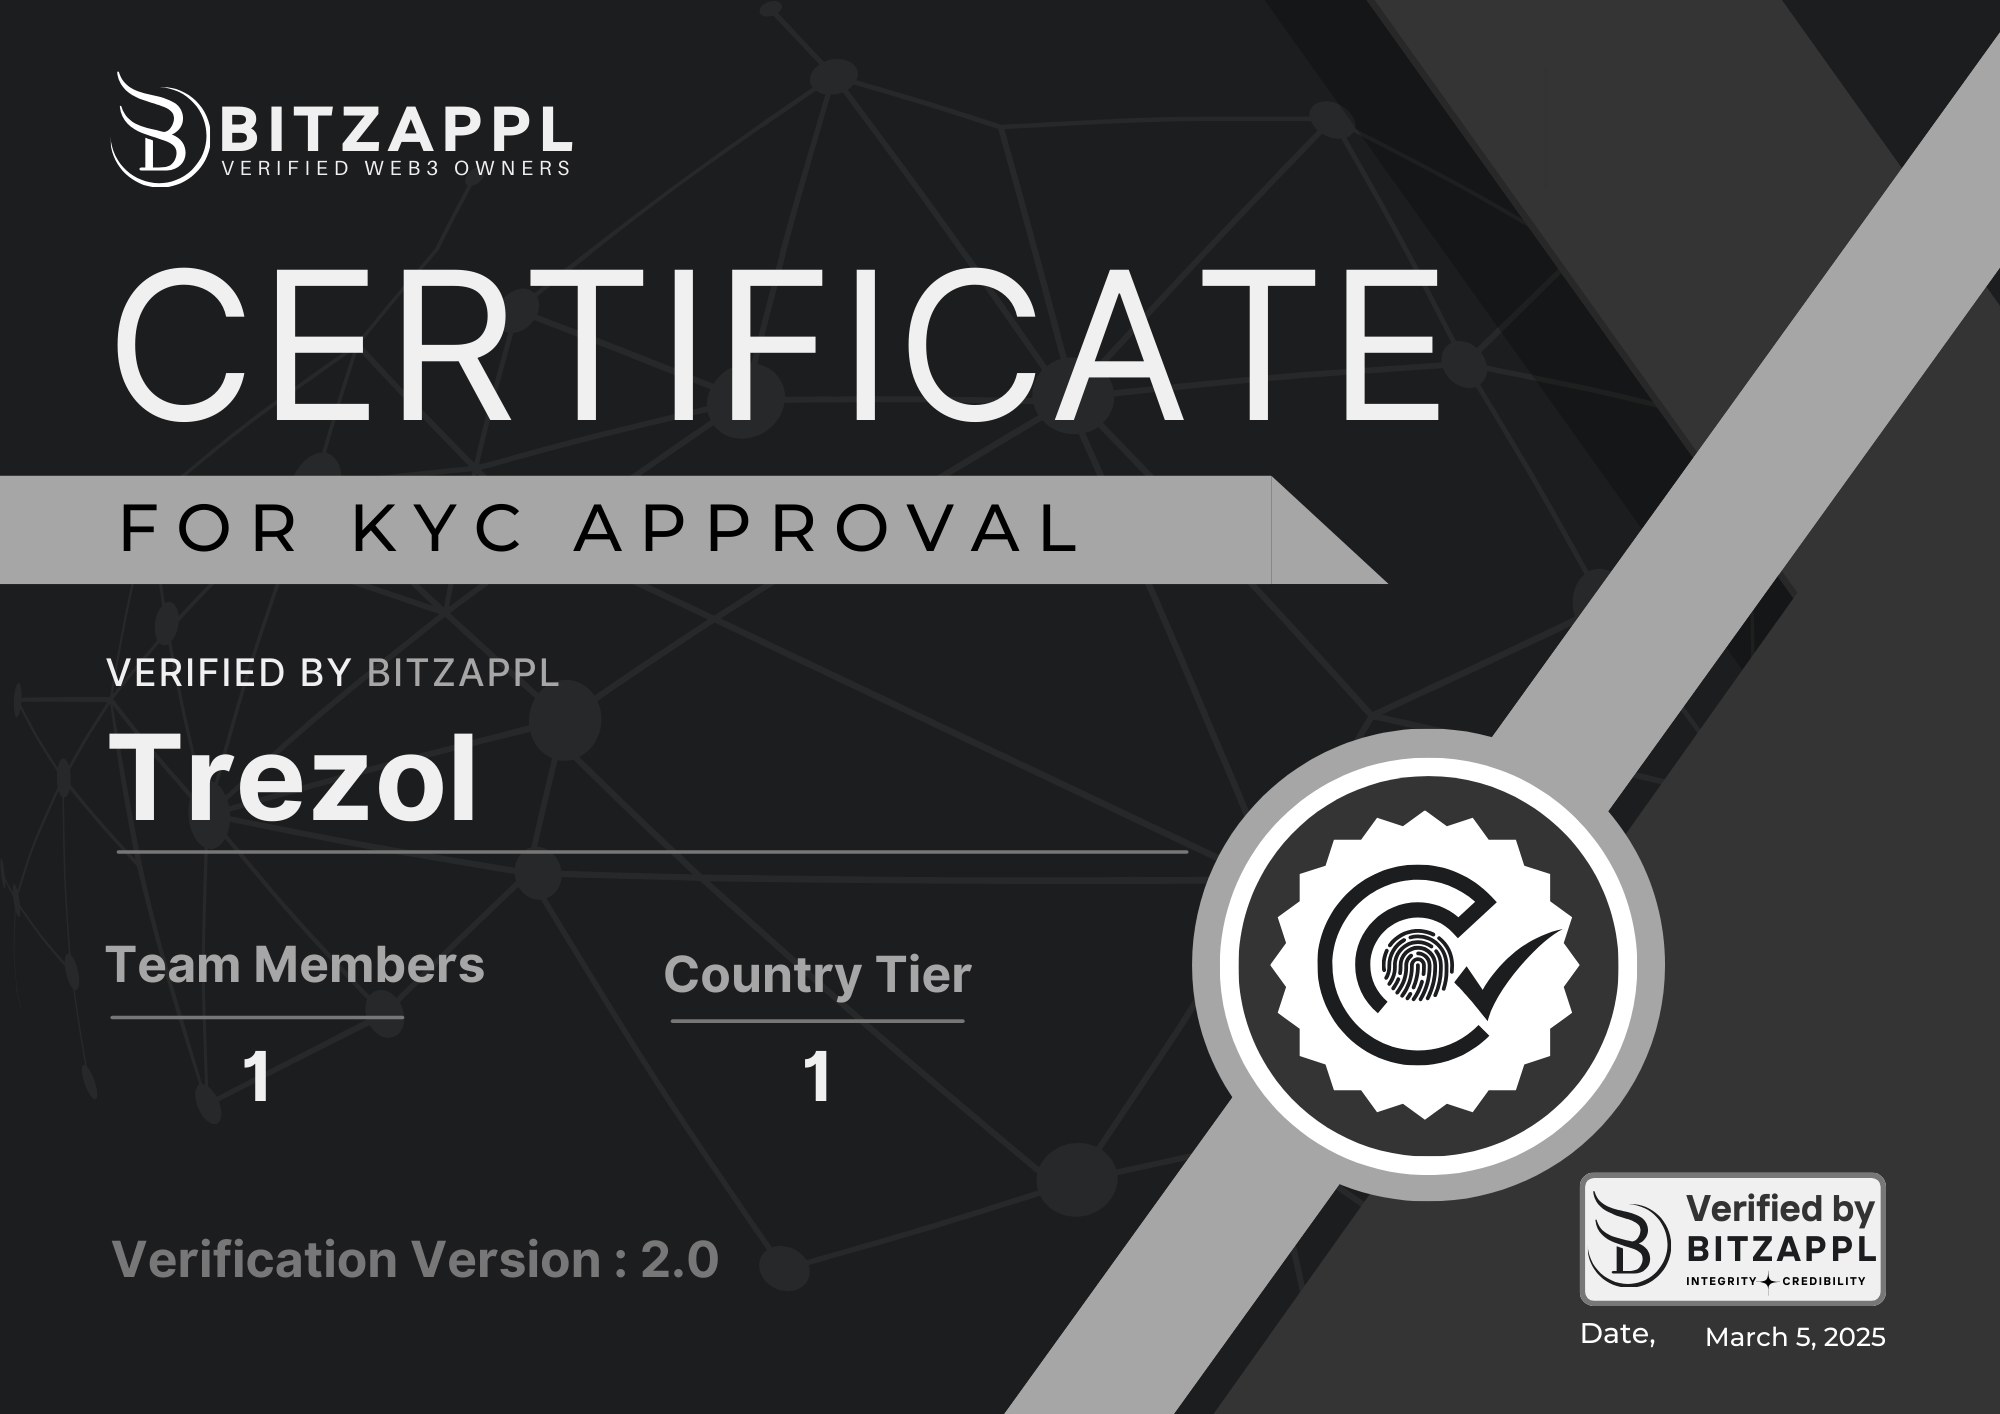 BITZAPPL
VERIFIED WEB3 OWNERS
CERTIFICATE
FOR KYC APPROVAL
VERIFIED BY BITZAPPL
Trezol
Team Members
1
Country Tier
1
Verification Version : 2.0
Verified by
BITZAPPL
INTEGRITY CREDIBILITY
Date, March 5, 2025